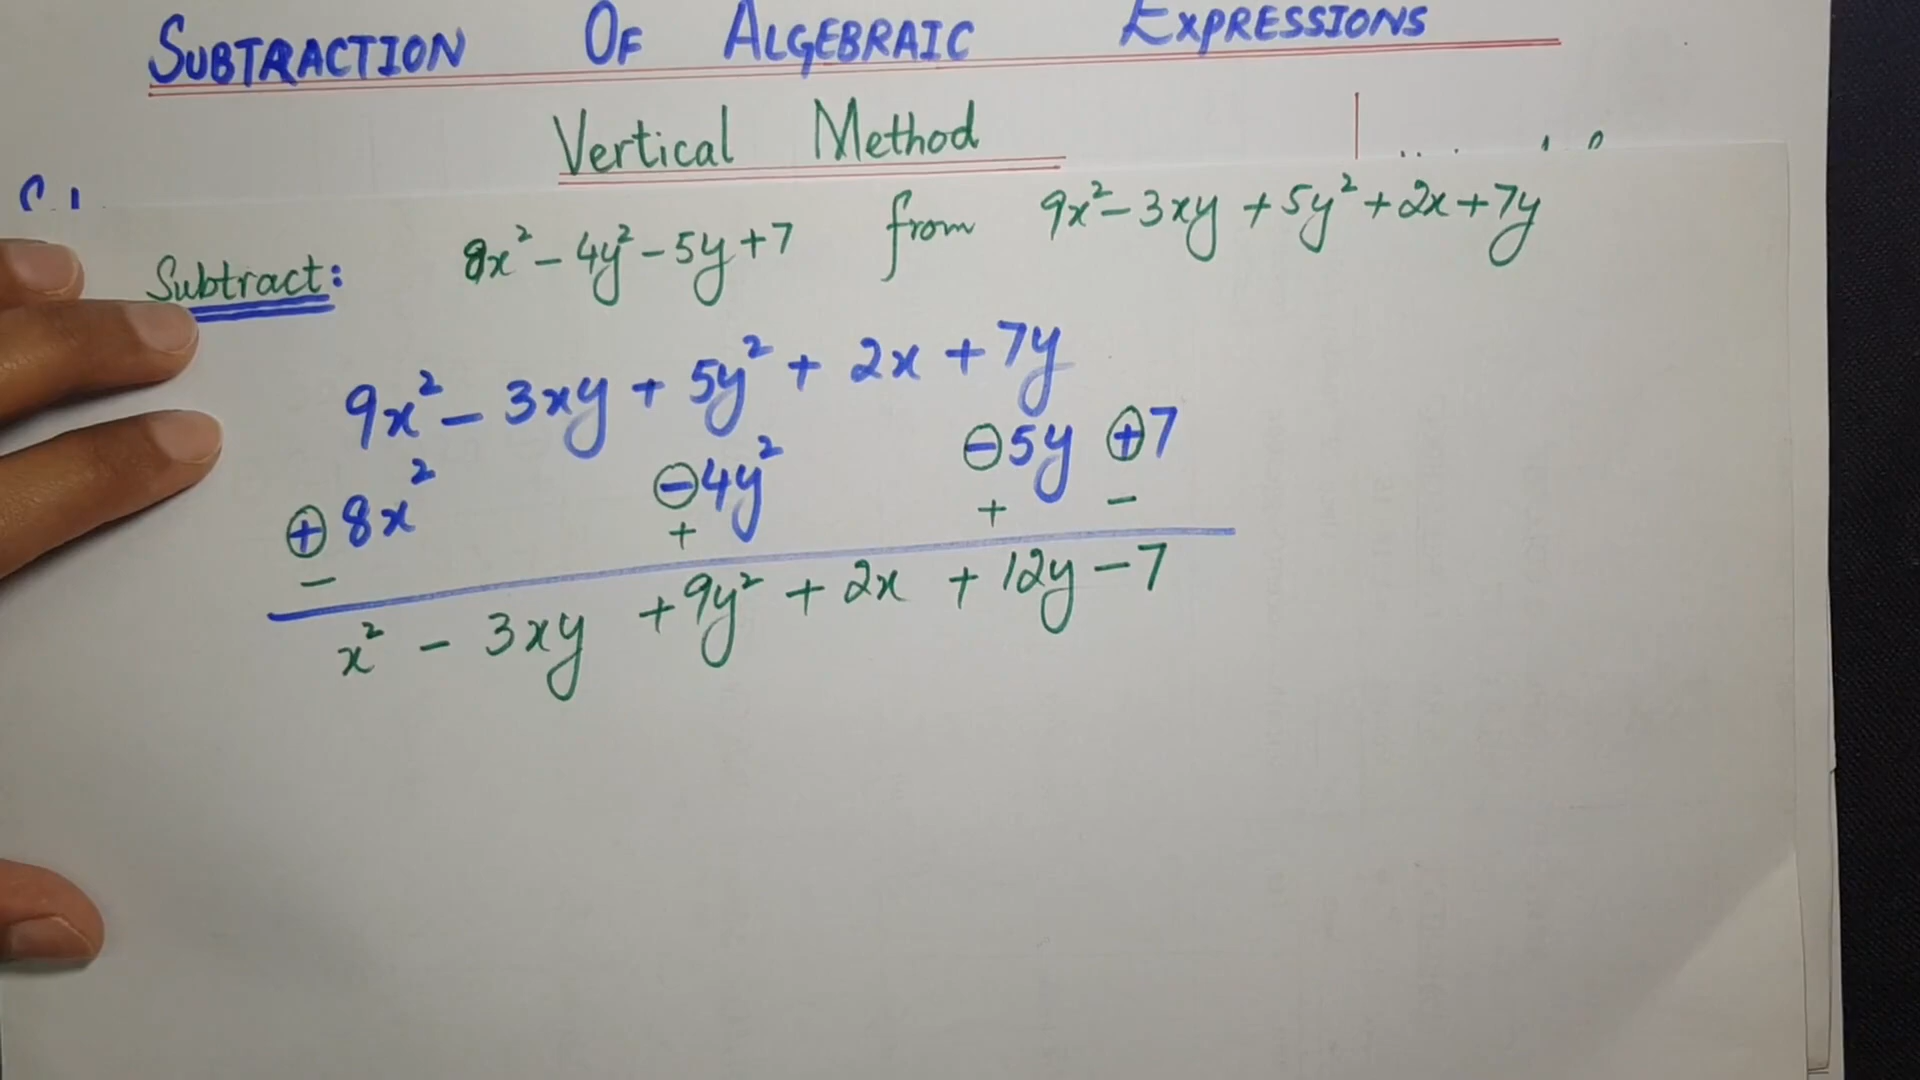 SUBTRACTION OF ALGEBRAIC EXPRESSIONS
Vertical Method
Subtract: 8x² - 4y² - 5y + 7 from 9x² - 3xy + 5y² + 2x + 7y
9x² - 3xy + 5y² + 2x + 7y
⊕ 8x² ⊖ 4y² ⊖ 5y ⊕ 7
- + + -
x² - 3xy + 9y² + 2x + 12y - 7